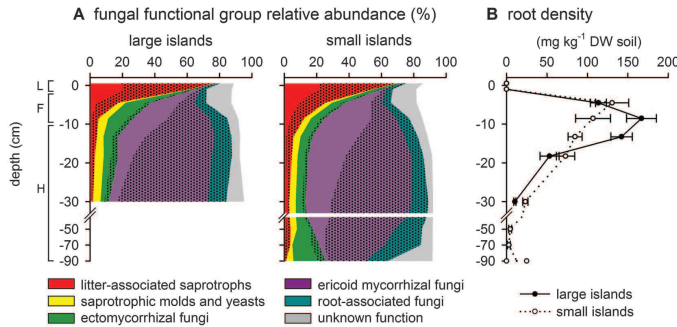 A fungal functional group relative abundance (%)
large islands
small islands
0 20 40 60 80 100
0 20 40 60 80 100
depth (cm)
L
F
H
0
-10
-20
-30
-50
-70
-90
litter-associated saprotrophs
saprotrophic molds and yeasts
ectomycorrhizal fungi
ericoid mycorrhizal fungi
root-associated fungi
unknown function
B root density
(mg kg⁻¹ DW soil)
0 50 100 150 200
0
-10
-20
-30
-50
-70
-90
large islands
small islands